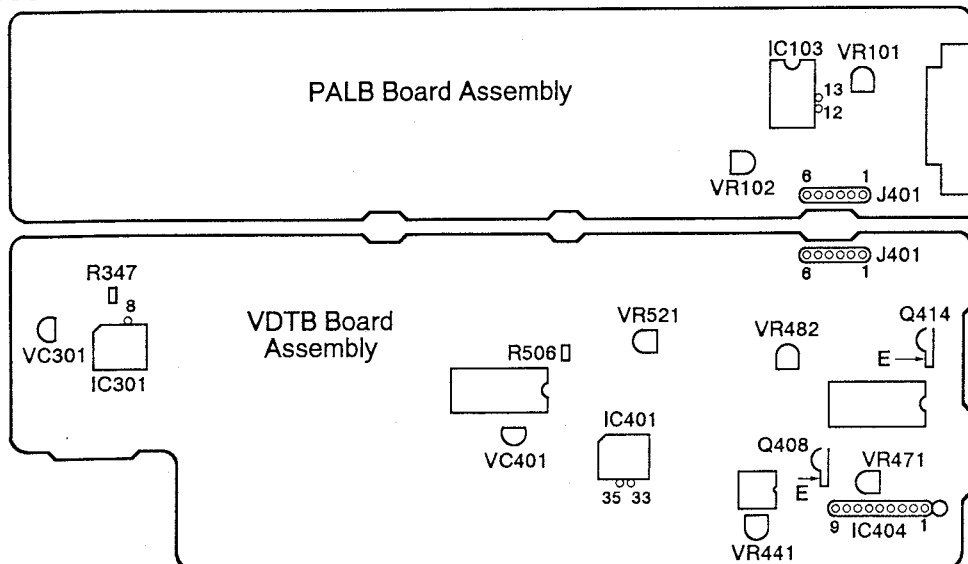 IC103
VR101
PALB Board Assembly
13
12
VR102
6
1
J401
J401
6
1
R347
8
VC301
IC301
VDTB Board
Assembly
VR521
VR482
Q414
E
R506
IC401
VC401
35
33
Q408
E
VR471
9
1
IC404
VR441